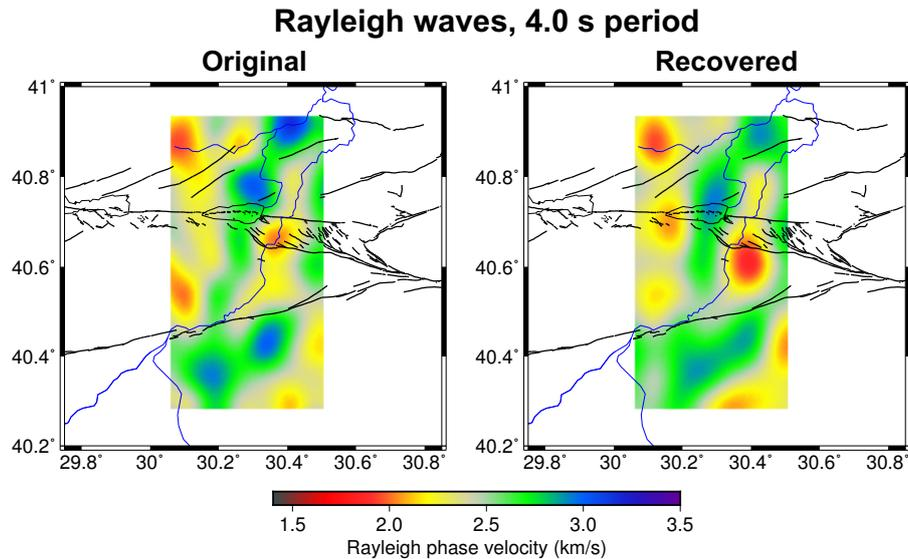 Rayleigh waves, 4.0 s period
Original
Recovered
41˚
40.8˚
40.6˚
40.4˚
40.2˚
29.8˚ 30˚ 30.2˚ 30.4˚ 30.6˚ 30.8˚
41˚
40.8˚
40.6˚
40.4˚
40.2˚
29.8˚ 30˚ 30.2˚ 30.4˚ 30.6˚ 30.8˚
1.5 2.0 2.5 3.0 3.5
Rayleigh phase velocity (km/s)